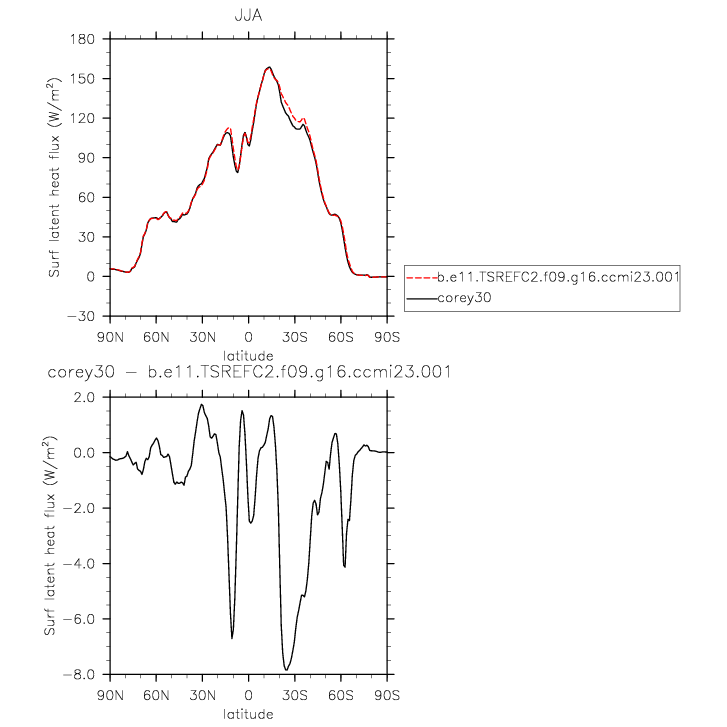 JJA
Surf latent heat flux (W/m²)
180
150
120
90
60
30
0
−30
90N 60N 30N 0 30S 60S 90S
latitude
b.e11.TSREFC2.f09.g16.ccmi23.001
corey30
corey30 − b.e11.TSREFC2.f09.g16.ccmi23.001
Surf latent heat flux (W/m²)
2.0
0.0
−2.0
−4.0
−6.0
−8.0
90N 60N 30N 0 30S 60S 90S
latitude